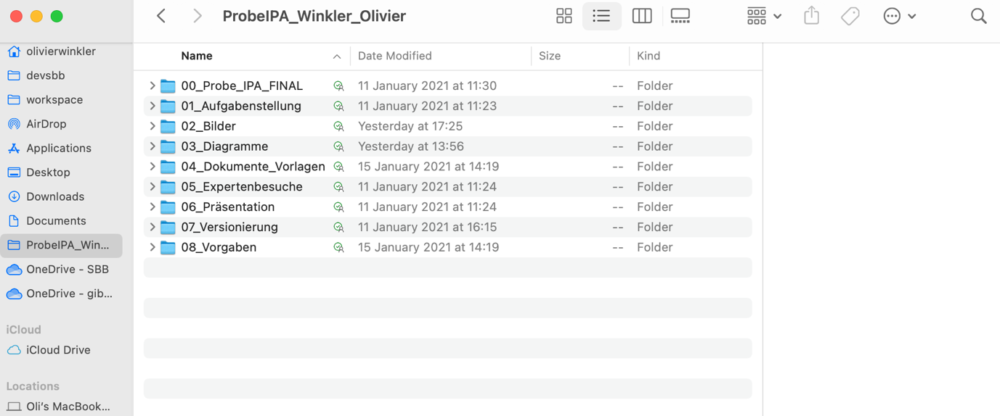 ProbeIPA_Winkler_Olivier
olivierwinkler
devsbb
workspace
AirDrop
Applications
Desktop
Downloads
Documents
ProbeIPA_Win...
OneDrive - SBB
OneDrive - gib...
iCloud
iCloud Drive
Locations
Oli's MacBook...
Name Date Modified Size Kind
00_Probe_IPA_FINAL 11 January 2021 at 11:30 -- Folder
01_Aufgabenstellung 11 January 2021 at 11:23 -- Folder
02_Bilder Yesterday at 17:25 -- Folder
03_Diagramme Yesterday at 13:56 -- Folder
04_Dokumente_Vorlagen 15 January 2021 at 14:19 -- Folder
05_Expertenbesuche 11 January 2021 at 11:24 -- Folder
06_Präsentation 11 January 2021 at 11:24 -- Folder
07_Versionierung 11 January 2021 at 16:15 -- Folder
08_Vorgaben 15 January 2021 at 14:19 -- Folder